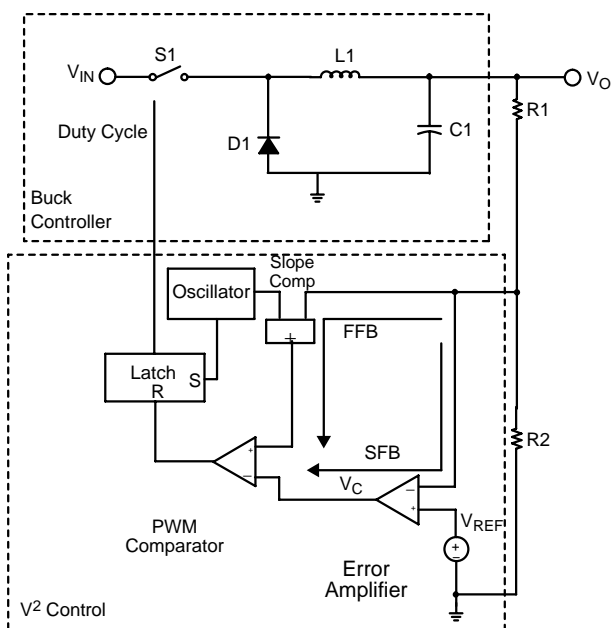 S1
L1
V_IN
V_O
R1
Duty Cycle
D1
C1
Buck
Controller
Slope
Comp
Oscillator
+
FFB
Latch
S
R
R2
+
–
SFB
V_C
–
+
V_REF
PWM
Comparator
+
–
Error
Amplifier
V² Control